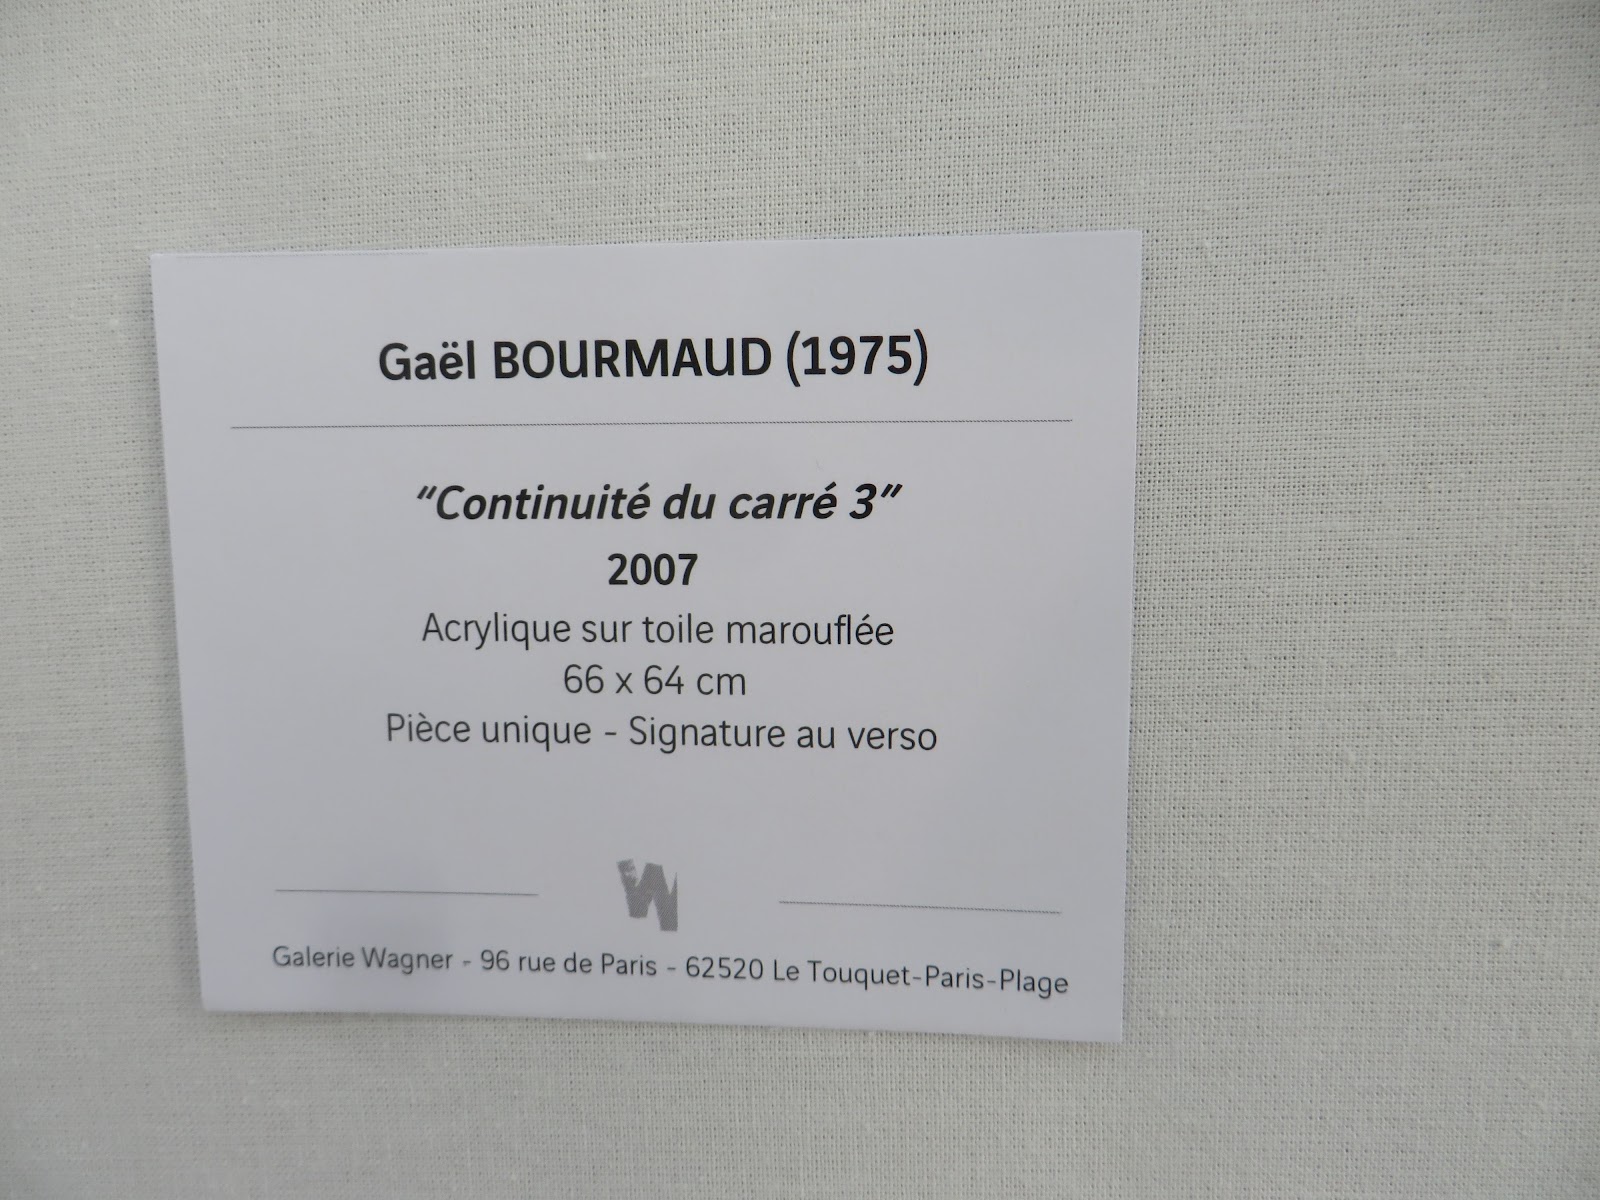 Gaël BOURMAUD (1975)
“Continuité du carré 3”
2007
Acrylique sur toile marouflée
66 x 64 cm
Pièce unique - Signature au verso
W
Galerie Wagner - 96 rue de Paris - 62520 Le Touquet-Paris-Plage